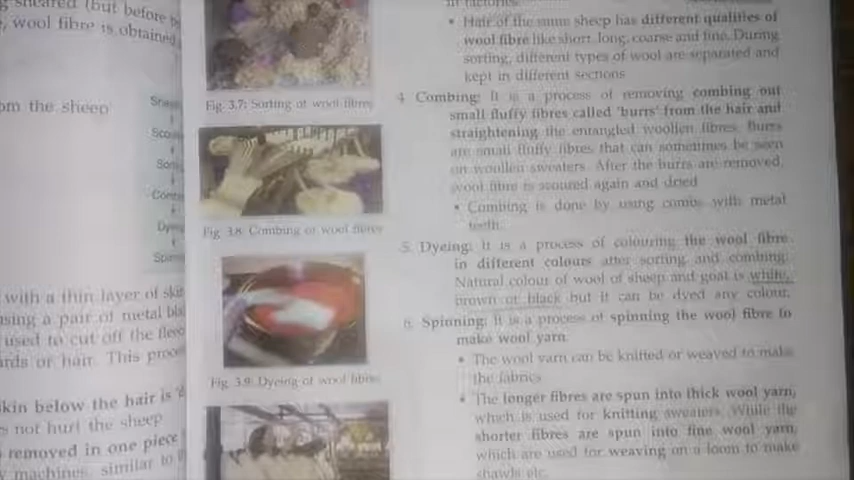 sheared (but before
, wool fibre is obtained
om the sheep
with a thin layer of
using a pair of metal
used to cut off the
ards or hair. This
skin below the hair is
s not hurt the sheep
removed in one piece
machines, similar to
Fig. 3.7: Sorting of wool fibres
Fig. 3.8: Combing of wool fibres
Fig. 3.9: Dyeing of wool fibres
in factories.
• Hair of the same sheep has different qualities of
wool fibre like short, long, coarse and fine. During
sorting, different types of wool are separated and
kept in different sections
4. Combing: It is a process of removing combing out
small fluffy fibres called 'burrs' from the hair and
straightening the entangled woollen fibres. Burrs
are small fluffy fibres that can sometimes be seen
on woollen sweaters. After the burrs are removed,
wool fibre is scoured again and dried
• Combing is done by using combs with metal
teeth.
5. Dyeing: It is a process of colouring the wool fibre
in different colours after sorting and combing.
Natural colour of wool of sheep and goat is white,
brown or black but it can be dyed any colour.
6. Spinning: It is a process of spinning the wool fibre to
make wool yarn.
• The wool yarn can be knitted or weaved to make
the fabrics
• The longer fibres are spun into thick wool yarn,
which is used for knitting sweaters. While the
shorter fibres are spun into fine wool yarn,
which are used for weaving on a loom to make
shawls etc.